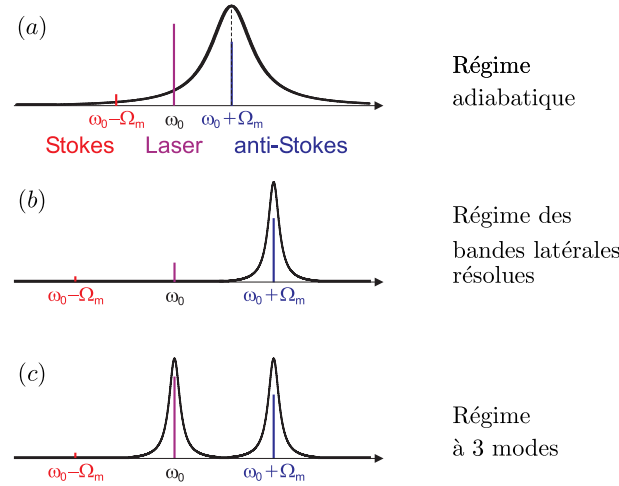 (a)
Régime
adiabatique
ω₀−Ωₘ ω₀ ω₀+Ωₘ
Stokes Laser anti-Stokes
(b)
Régime des
bandes latérales
résolues
ω₀−Ωₘ ω₀ ω₀+Ωₘ
(c)
Régime
à 3 modes
ω₀−Ωₘ ω₀ ω₀+Ωₘ